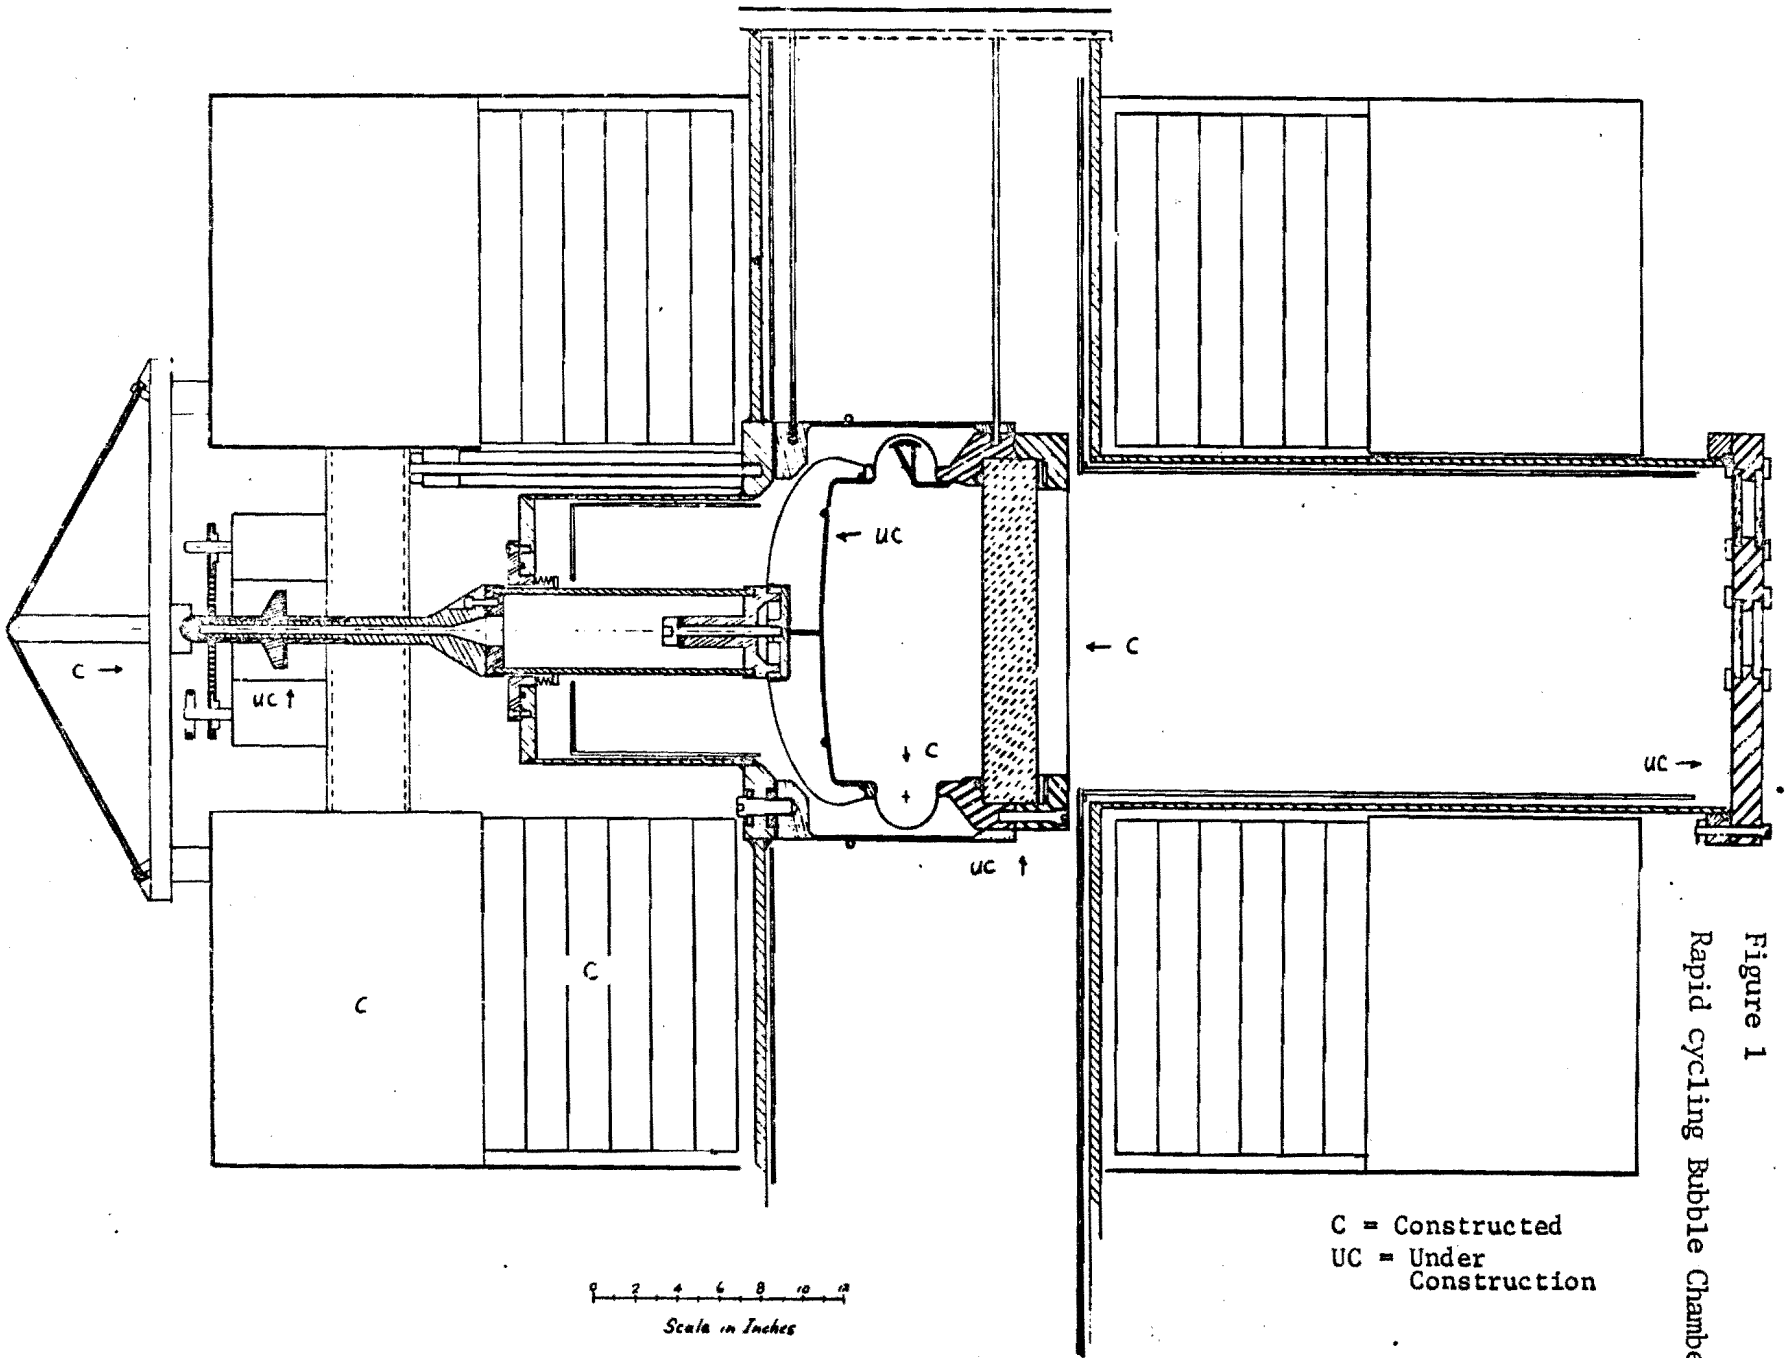 C →
UC ↑
← UC
↓ C
← C
UC →
UC ↑
C
C
0 2 4 6 8 10 12
Scale in Inches
C = Constructed
UC = Under
Construction
Figure 1
Rapid cycling Bubble Chambe